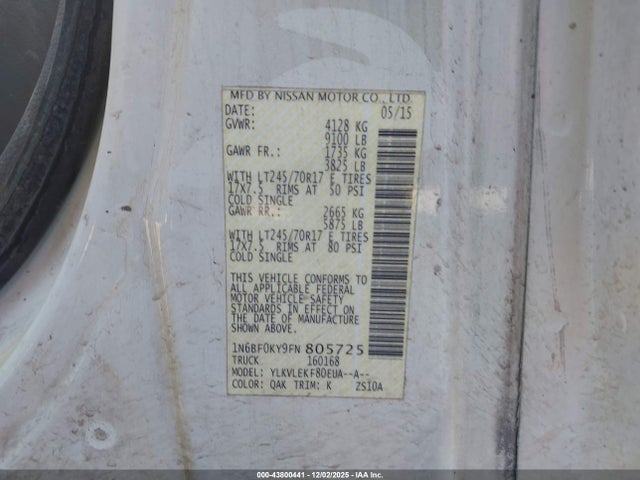 MFD BY NISSAN MOTOR CO., LTD.
DATE: 05/15
GVWR: 4128 KG
9100 LB
GAWR FR.: 1735 KG
3825 LB
WITH LT245/70R17 E TIRES
17X7.5 RIMS AT 50 PSI
COLD SINGLE
GAWR RR.: 2665 KG
5875 LB
WITH LT245/70R17 E TIRES
17X7.5 RIMS AT 80 PSI
COLD SINGLE
THIS VEHICLE CONFORMS TO
ALL APPLICABLE FEDERAL
MOTOR VEHICLE SAFETY
STANDARDS IN EFFECT ON
THE DATE OF MANUFACTURE
SHOWN ABOVE.
1N6BF0KY9FN 805725
TRUCK 160168
MODEL: YLKVLEKF80EUA--A--
COLOR: QAK TRIM: K ZS10A
000-43800441 - 12/02/2025 - IAA Inc.